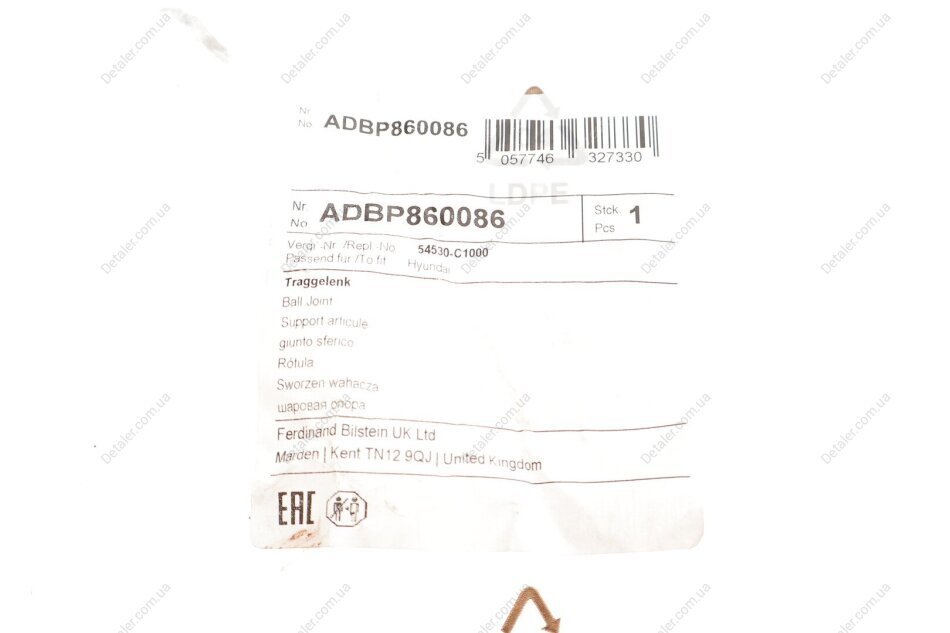 Nr
No ADBP860086
5 057746 327330
LDPE
Nr
No ADBP860086 Stck
Pcs 1
Vergl.-Nr. /Repl.-No. 54530-C1000
Passend für /To fit Hyundai
Traggelenk
Ball Joint
Support articule
giunto sferico
Rótula
Sworzen wahacza
шаровая опора
Ferdinand Bilstein UK Ltd
Marden | Kent TN12 9QJ | United Kingdom
EAC
Detaler.com.ua